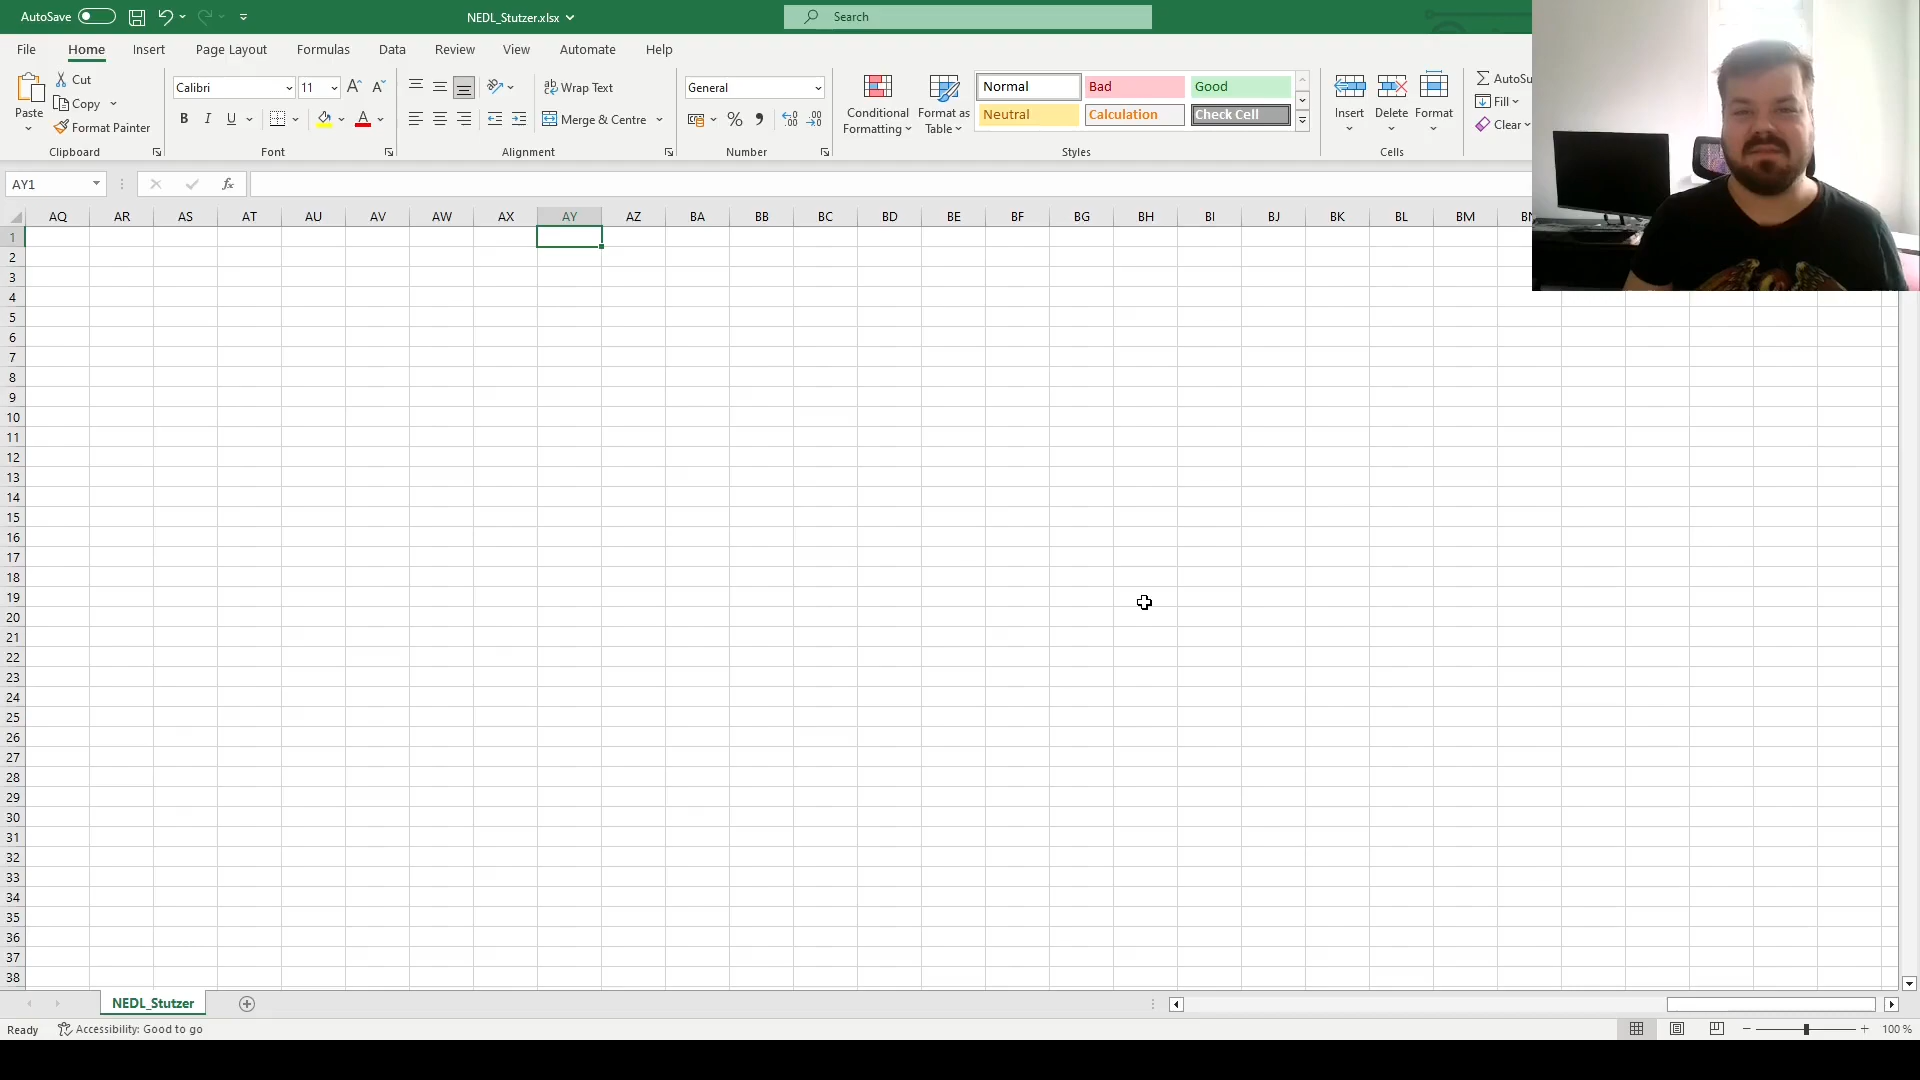 AutoSave NEDL_Stutzer.xlsx Search
File Home Insert Page Layout Formulas Data Review View Automate Help
Paste Cut Copy Format Painter
Clipboard
Calibri 11
B I U
Font
Wrap Text
Merge & Centre
Alignment
General
Number
Conditional Formatting
Format as Table
Normal Bad Good
Neutral Calculation Check Cell
Styles
Insert Delete Format
Cells
AutoSu
Fill
Clear
AY1 fx
AQ AR AS AT AU AV AW AX AY AZ BA BB BC BD BE BF BG BH BI BJ BK BL BM
1
2
3
4
5
6
7
8
9
10
11
12
13
14
15
16
17
18
19
20
21
22
23
24
25
26
27
28
29
30
31
32
33
34
35
36
37
38
NEDL_Stutzer
Ready Accessibility: Good to go 100 %